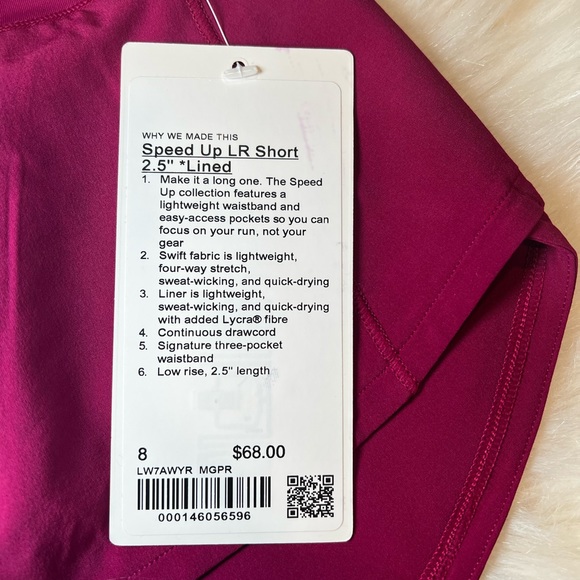 WHY WE MADE THIS
Speed Up LR Short
2.5" *Lined
1. Make it a long one. The Speed
Up collection features a
lightweight waistband and
easy-access pockets so you can
focus on your run, not your
gear
2. Swift fabric is lightweight,
four-way stretch,
sweat-wicking, and quick-drying
3. Liner is lightweight,
sweat-wicking, and quick-drying
with added Lycra® fibre
4. Continuous drawcord
5. Signature three-pocket
waistband
6. Low rise, 2.5" length
8 $68.00
LW7AWYR MGPR
000146056596